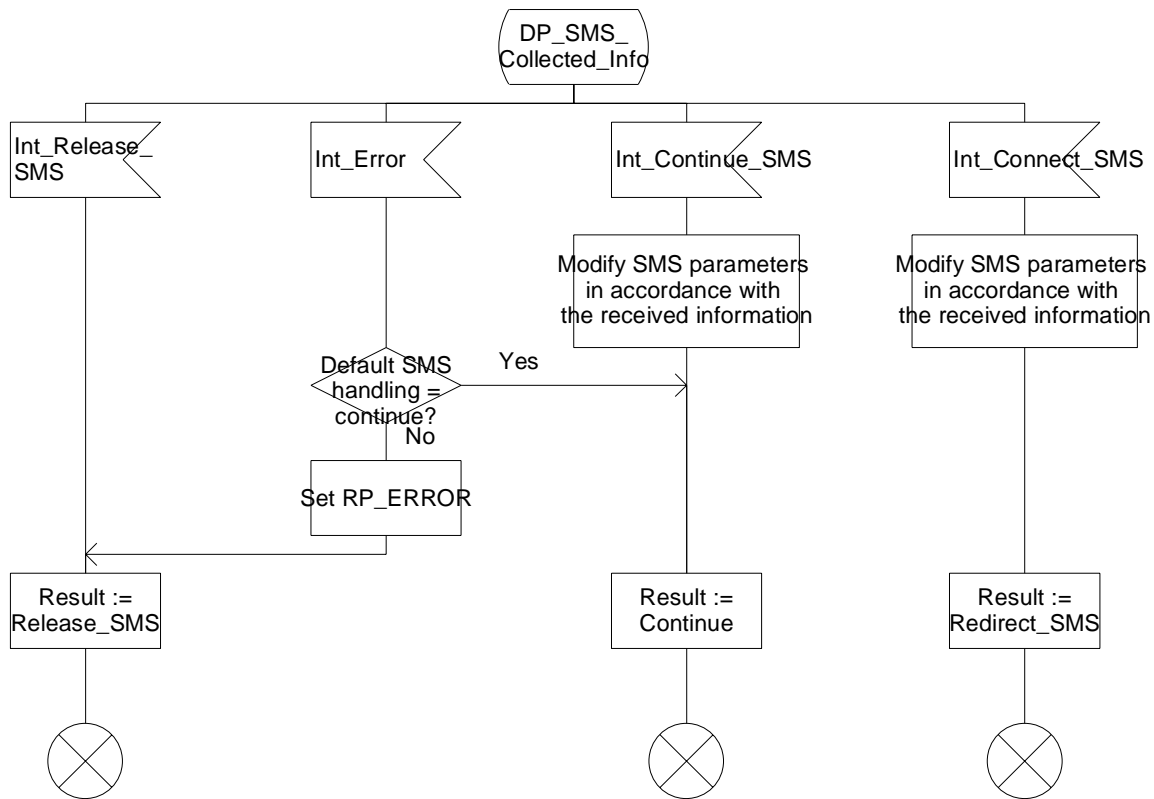 DP_SMS_
Collected_Info
Int_Release_
SMS
Int_Error
Int_Continue_SMS
Int_Connect_SMS
Modify SMS parameters
in accordance with
the received information
Modify SMS parameters
in accordance with
the received information
Default SMS
handling =
continue?
Yes
No
Set RP_ERROR
Result :=
Release_SMS
Result :=
Continue
Result :=
Redirect_SMS